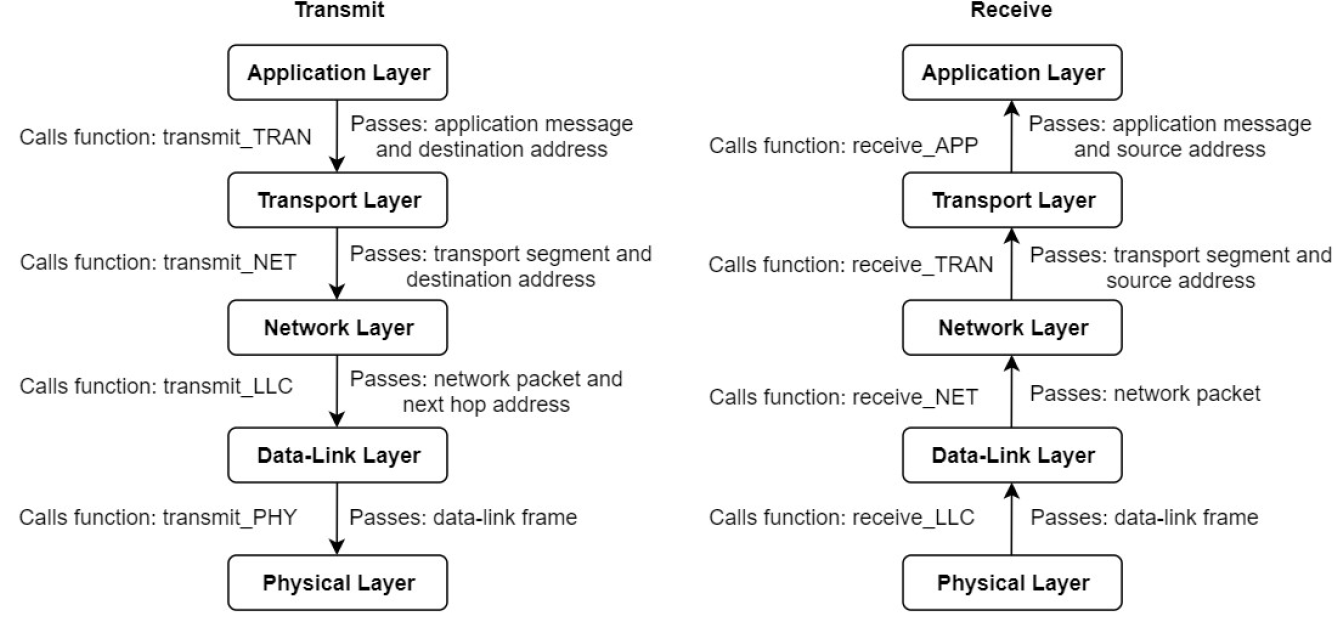 Transmit
Application Layer
Calls function: transmit_TRAN
Passes: application message
and destination address
Transport Layer
Calls function: transmit_NET
Passes: transport segment and
destination address
Network Layer
Calls function: transmit_LLC
Passes: network packet and
next hop address
Data-Link Layer
Calls function: transmit_PHY
Passes: data-link frame
Physical Layer
Receive
Application Layer
Calls function: receive_APP
Passes: application message
and source address
Transport Layer
Calls function: receive_TRAN
Passes: transport segment and
source address
Network Layer
Calls function: receive_NET
Passes: network packet
Data-Link Layer
Calls function: receive_LLC
Passes: data-link frame
Physical Layer